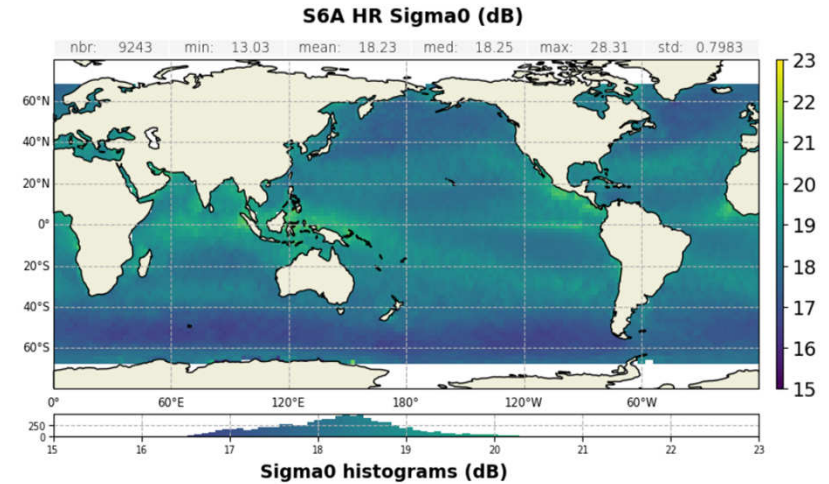 S6A HR Sigma0 (dB)
nbr: 9243 min: 13.03 mean: 18.23 med: 18.25 max: 28.31 std: 0.7983
23
22
21
20
19
18
17
16
15
60°N
40°N
20°N
0°
20°S
40°S
60°S
0° 60°E 120°E 180° 120°W 60°W
250
0
15 16 17 18 19 20 21 22 23
Sigma0 histograms (dB)